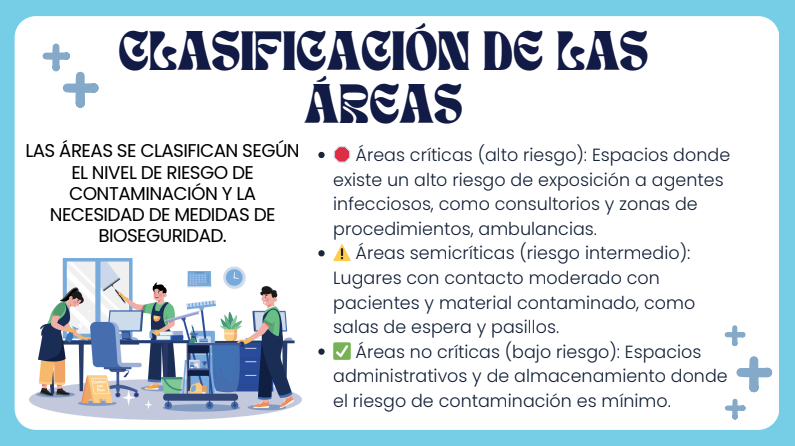 CLASIFICACIÓN DE LAS
ÁREAS
LAS ÁREAS SE CLASIFICAN SEGÚN
EL NIVEL DE RIESGO DE
CONTAMINACIÓN Y LA
NECESIDAD DE MEDIDAS DE
BIOSEGURIDAD.
• 🛑 Áreas críticas (alto riesgo): Espacios donde
existe un alto riesgo de exposición a agentes
infecciosos, como consultorios y zonas de
procedimientos, ambulancias.
• ⚠️ Áreas semicríticas (riesgo intermedio):
Lugares con contacto moderado con
pacientes y material contaminado, como
salas de espera y pasillos.
• ✅ Áreas no críticas (bajo riesgo): Espacios
administrativos y de almacenamiento donde
el riesgo de contaminación es mínimo.